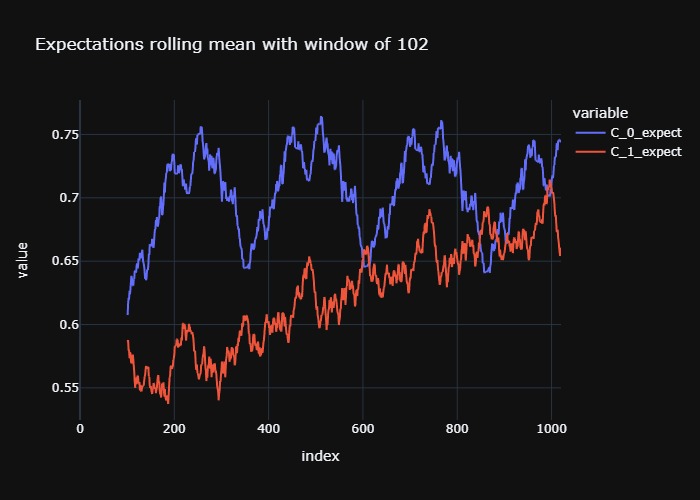 Expectations rolling mean with window of 102
variable
C_0_expect
C_1_expect
value
0.75
0.7
0.65
0.6
0.55
0 200 400 600 800 1000
index